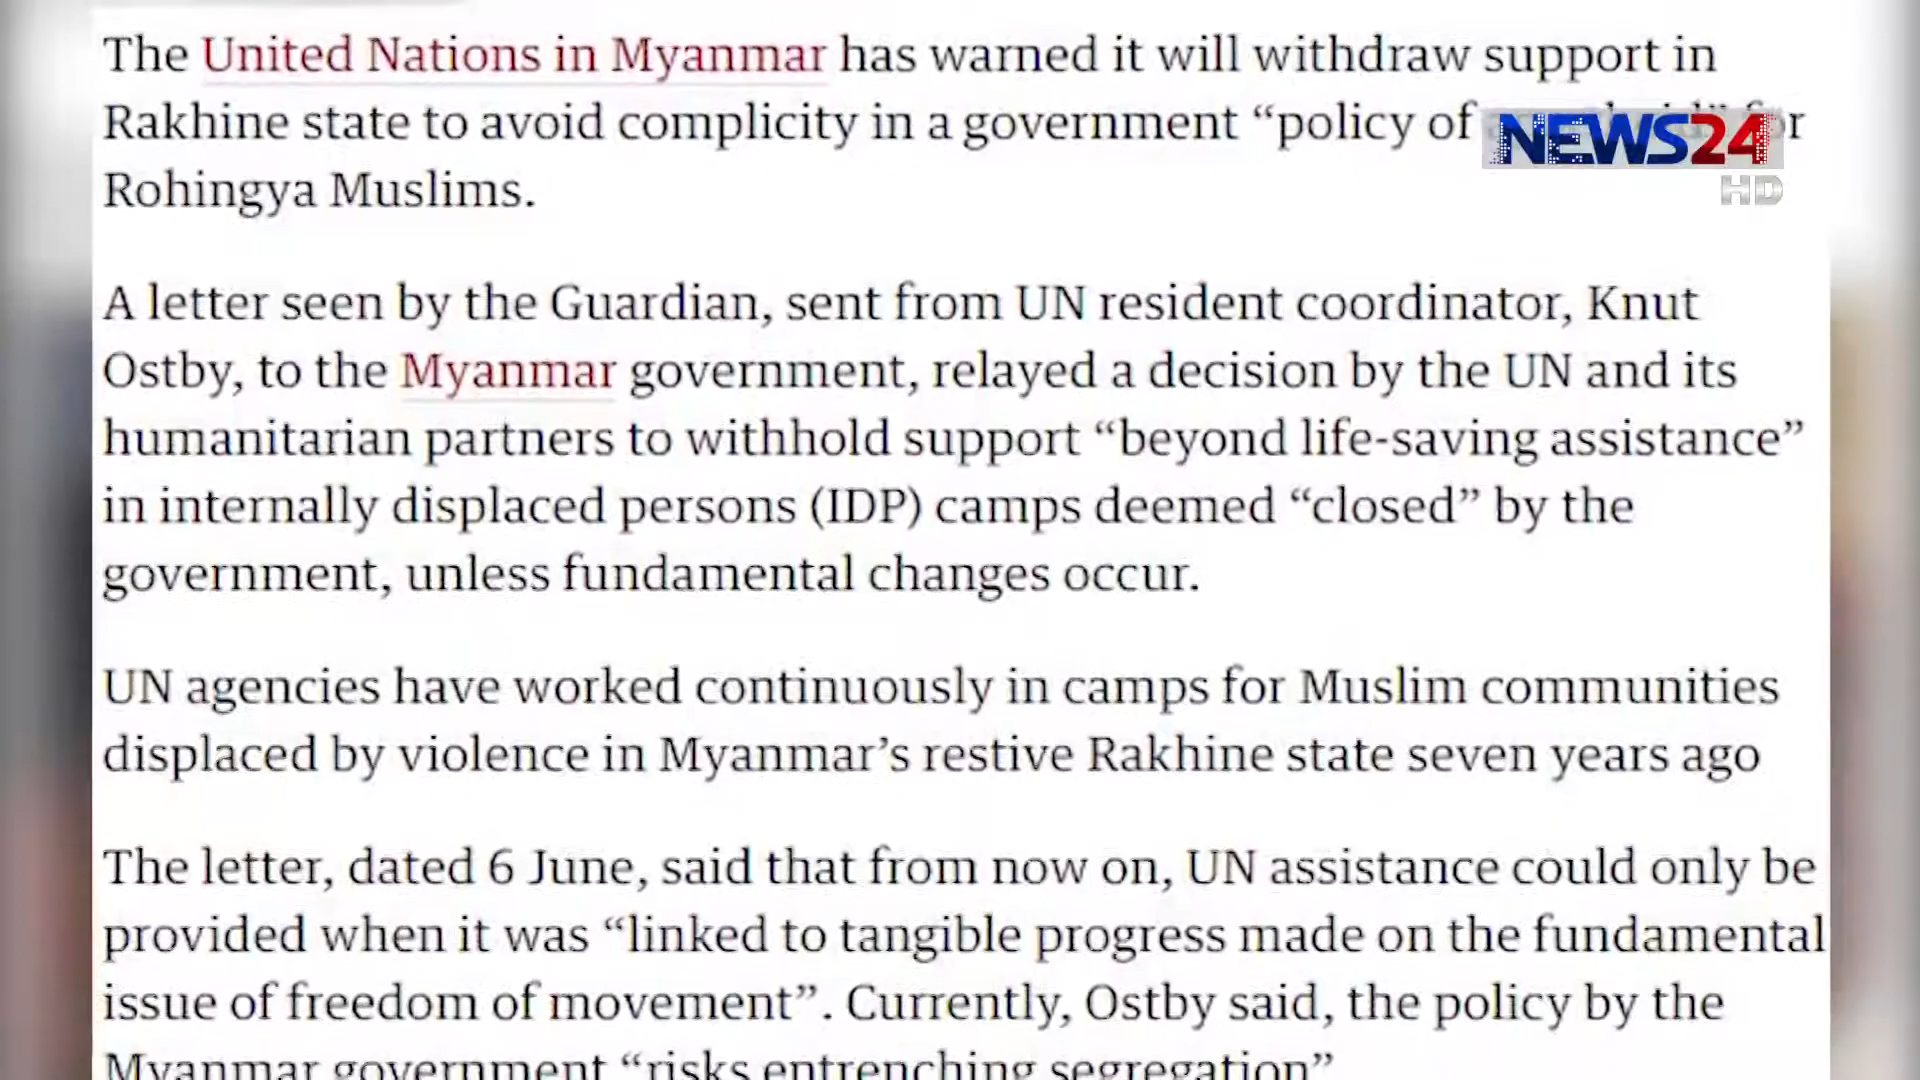 The United Nations in Myanmar has warned it will withdraw support in
Rakhine state to avoid complicity in a government “policy of
NEWS24
HD
Rohingya Muslims.
A letter seen by the Guardian, sent from UN resident coordinator, Knut
Ostby, to the Myanmar government, relayed a decision by the UN and its
humanitarian partners to withhold support “beyond life-saving assistance”
in internally displaced persons (IDP) camps deemed “closed” by the
government, unless fundamental changes occur.
UN agencies have worked continuously in camps for Muslim communities
displaced by violence in Myanmar’s restive Rakhine state seven years ago
The letter, dated 6 June, said that from now on, UN assistance could only be
provided when it was “linked to tangible progress made on the fundamental
issue of freedom of movement”. Currently, Ostby said, the policy by the
Myanmar government “risks entrenching segregation”